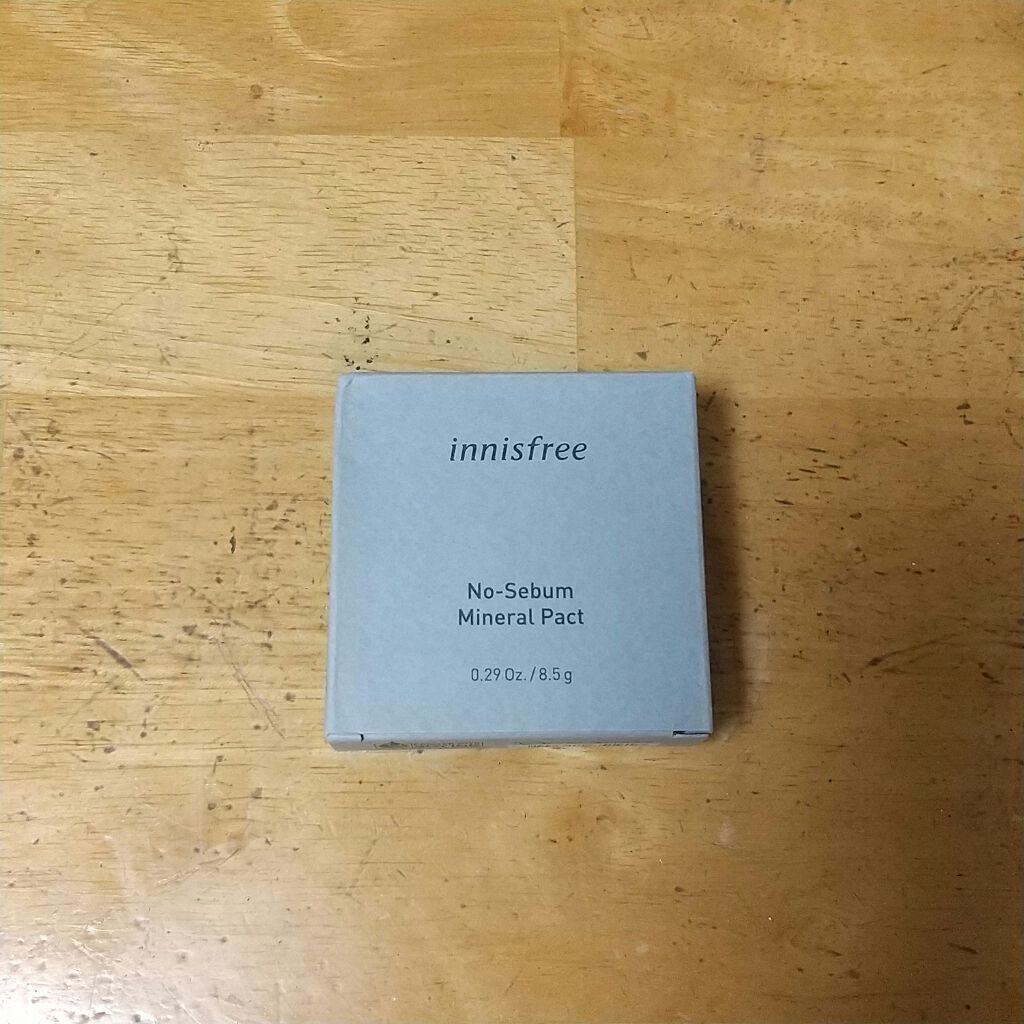 innisfree
No-Sebum
Mineral Pact
0.29 Oz. / 8.5 g